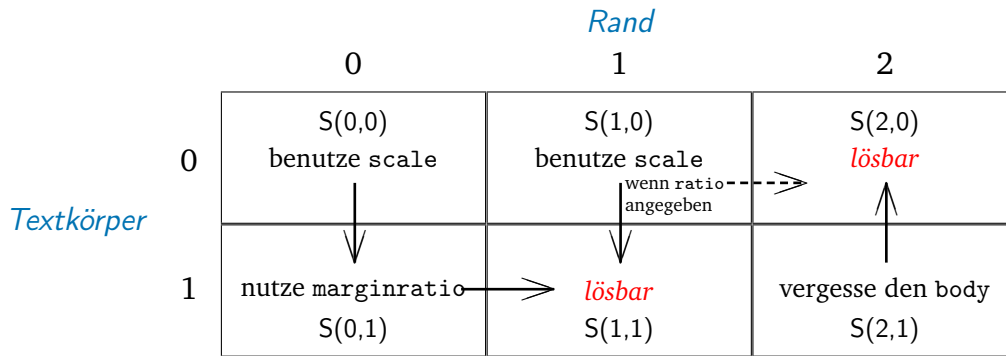 Rand
0 1 2
S(0,0) S(1,0) S(2,0)
0 benutze scale benutze scale lösbar
wenn ratio
angegeben
Textkörper
1 nutze marginratio lösbar vergesse den body
S(0,1) S(1,1) S(2,1)